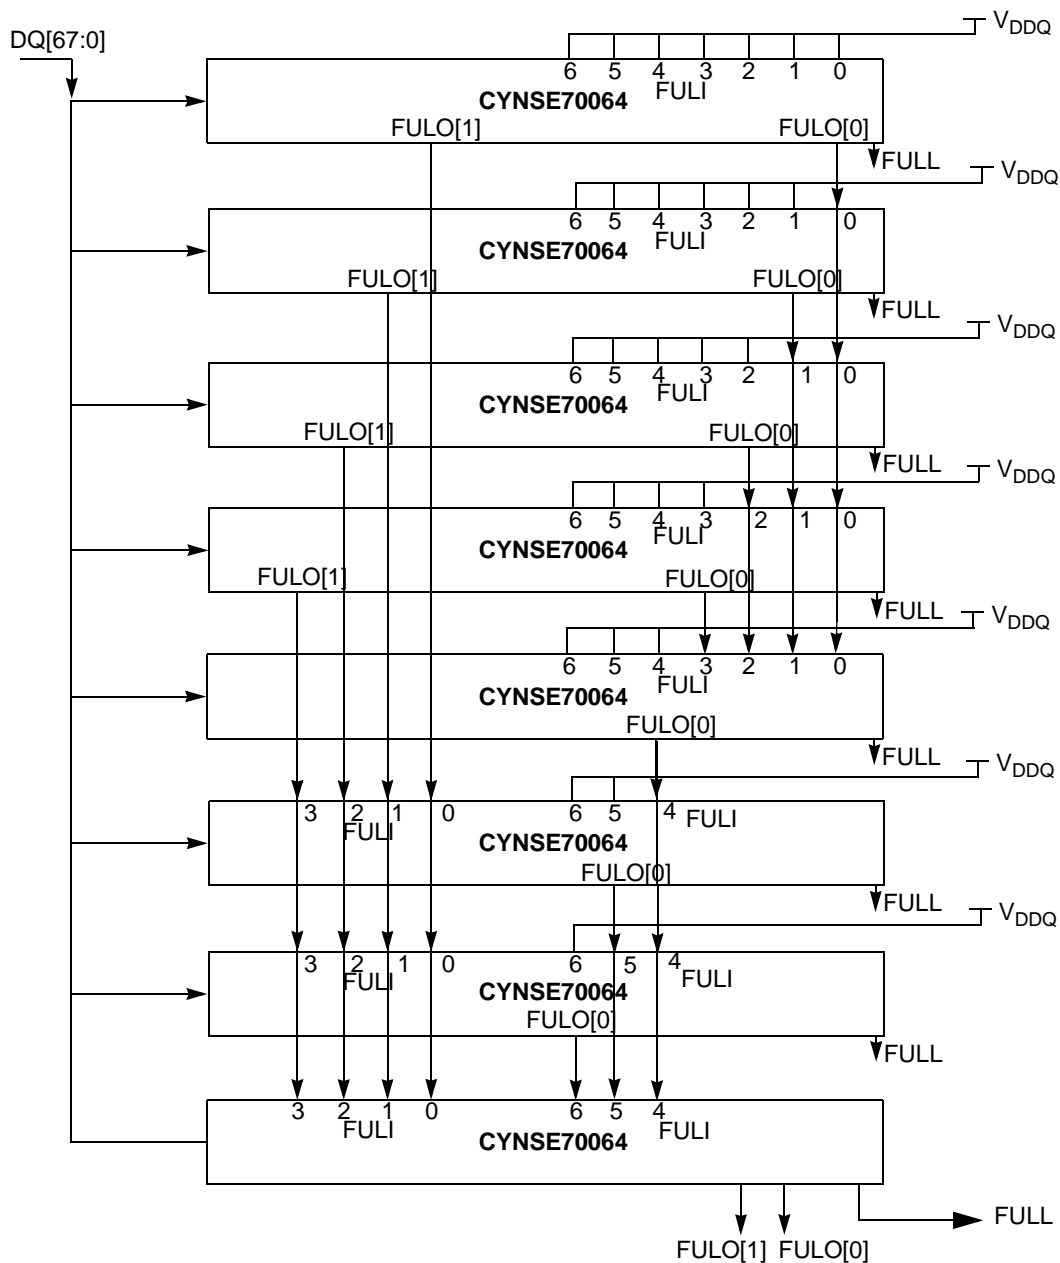 DQ[67:0]
VDDQ
6 5 4 3 2 1 0
FULI
CYNSE70064
FULO[1] FULO[0]
FULL
VDDQ
6 5 4 3 2 1 0
FULI
CYNSE70064
FULO[1] FULO[0]
FULL
VDDQ
6 5 4 3 2 1 0
FULI
CYNSE70064
FULO[1] FULO[0]
FULL
VDDQ
6 5 4 3 2 1 0
FULI
CYNSE70064
FULO[1] FULO[0]
FULL
VDDQ
6 5 4 3 2 1 0
FULI
CYNSE70064
FULO[0]
FULL
VDDQ
3 2 1 0 6 5 4
FULI FULI
CYNSE70064
FULO[0]
FULL
VDDQ
3 2 1 0 6 5 4
FULI FULI
CYNSE70064
FULO[0]
FULL
3 2 1 0 6 5 4
FULI FULI
CYNSE70064
FULL
FULO[1] FULO[0]